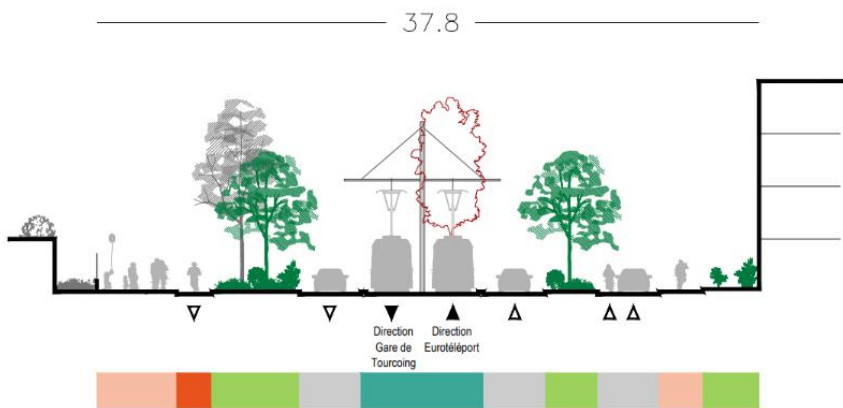 37.8
Direction
Gare de
Tourcoing
Direction
Eurotéléport